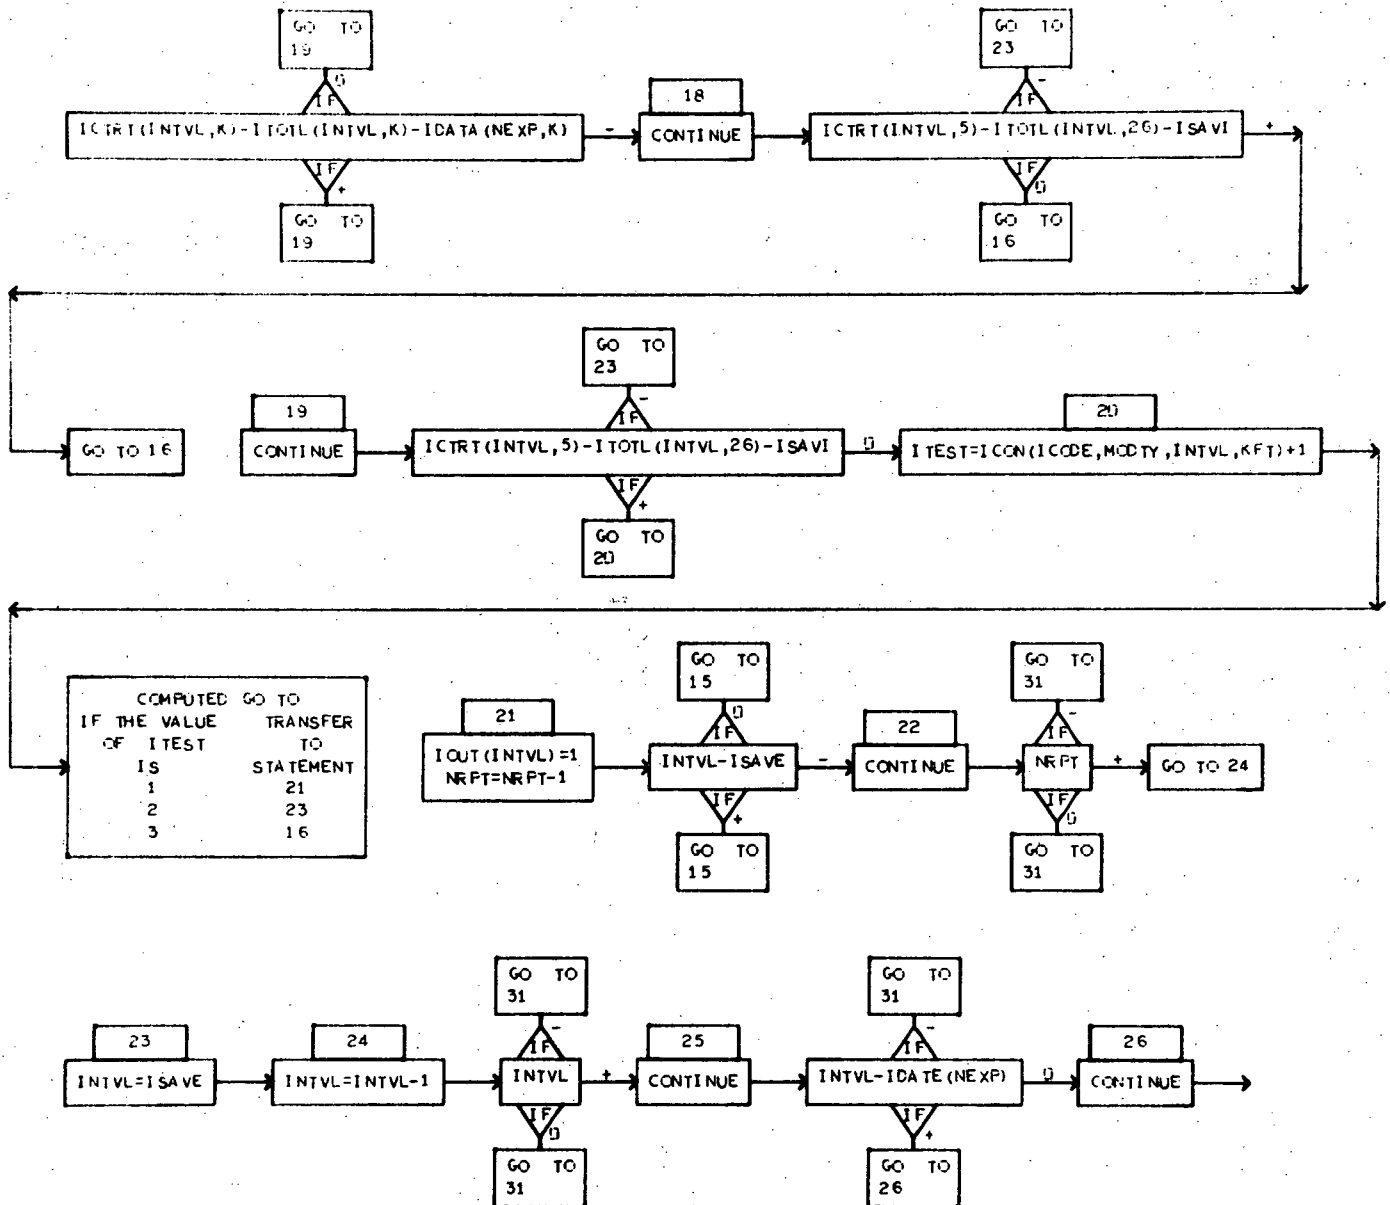 GO TO
19
0
IF
ICTRT(INTVL,K)-ITOTL(INTVL,K)-IDATA(NEXP,K)
-
IF
+
GO TO
19
18
CONTINUE
GO TO
23
-
IF
ICTRT(INTVL,5)-ITOTL(INTVL,26)-ISAVI
+
IF
0
GO TO
16
GO TO 16
19
CONTINUE
GO TO
23
-
IF
ICTRT(INTVL,5)-ITOTL(INTVL,26)-ISAVI
0
IF
+
GO TO
20
20
ITEST=ICON(ICODE,MODTY,INTVL,KFT)+1
COMPUTED GO TO
IF THE VALUE TRANSFER
OF ITEST TO
IS STATEMENT
1 21
2 23
3 16
21
IOUT(INTVL)=1
NRPT=NRPT-1
GO TO
15
0
IF
INTVL-ISAVE
-
IF
+
GO TO
15
22
CONTINUE
GO TO
31
-
IF
NRPT
+
IF
0
GO TO
31
GO TO 24
23
INTVL=ISAVE
24
INTVL=INTVL-1
GO TO
31
-
IF
INTVL
+
IF
0
GO TO
31
25
CONTINUE
GO TO
31
-
IF
INTVL-IDATE(NEXP)
0
IF
+
GO TO
26
26
CONTINUE